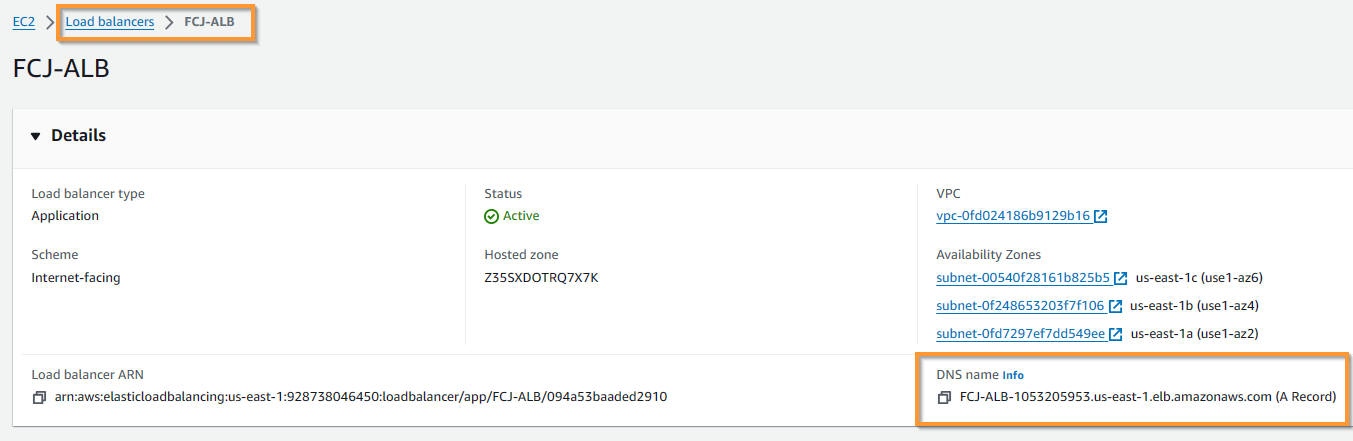 EC2 > Load balancers > FCJ-ALB
FCJ-ALB
Details
Load balancer type
Application
Status
Active
VPC
vpc-0fd024186b9129b16
Scheme
Internet-facing
Hosted zone
Z35SXDOTRQ7X7K
Availability Zones
subnet-00540f28161b825b5 us-east-1c (use1-az6)
subnet-0f248653203f7f106 us-east-1b (use1-az4)
subnet-0fd7297ef7dd549ee us-east-1a (use1-az2)
Load balancer ARN
arn:aws:elasticloadbalancing:us-east-1:928738046450:loadbalancer/app/FCJ-ALB/094a53baaded2910
DNS name Info
FCJ-ALB-1053205953.us-east-1.elb.amazonaws.com (A Record)